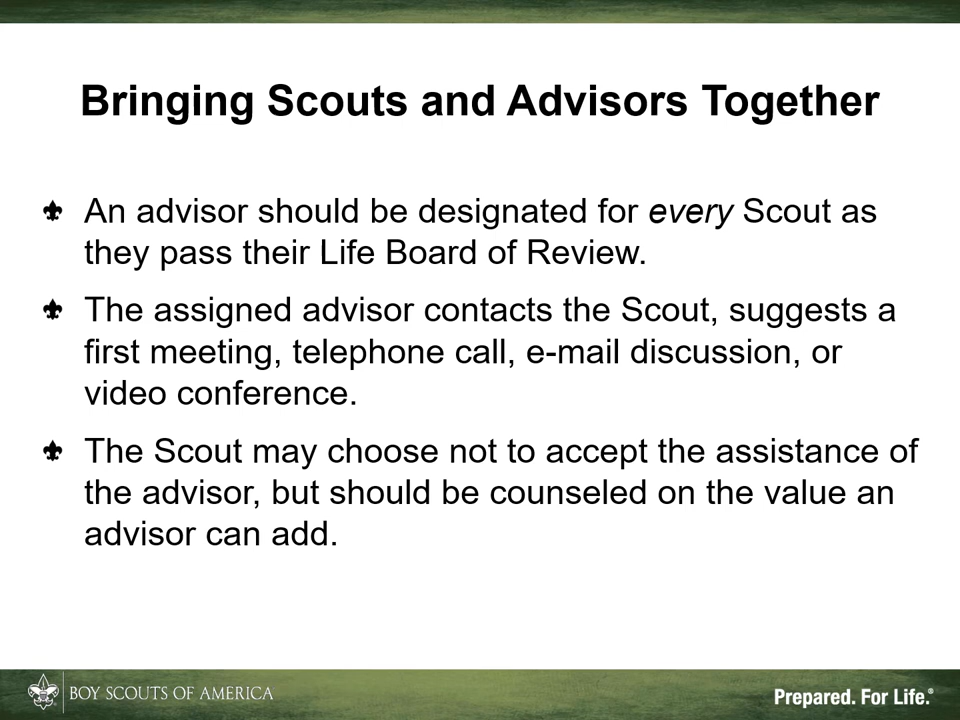 Bringing Scouts and Advisors Together
An advisor should be designated for every Scout as
they pass their Life Board of Review.
The assigned advisor contacts the Scout, suggests a
first meeting, telephone call, e-mail discussion, or
video conference.
The Scout may choose not to accept the assistance of
the advisor, but should be counseled on the value an
advisor can add.
BOY SCOUTS OF AMERICA
Prepared. For Life.®